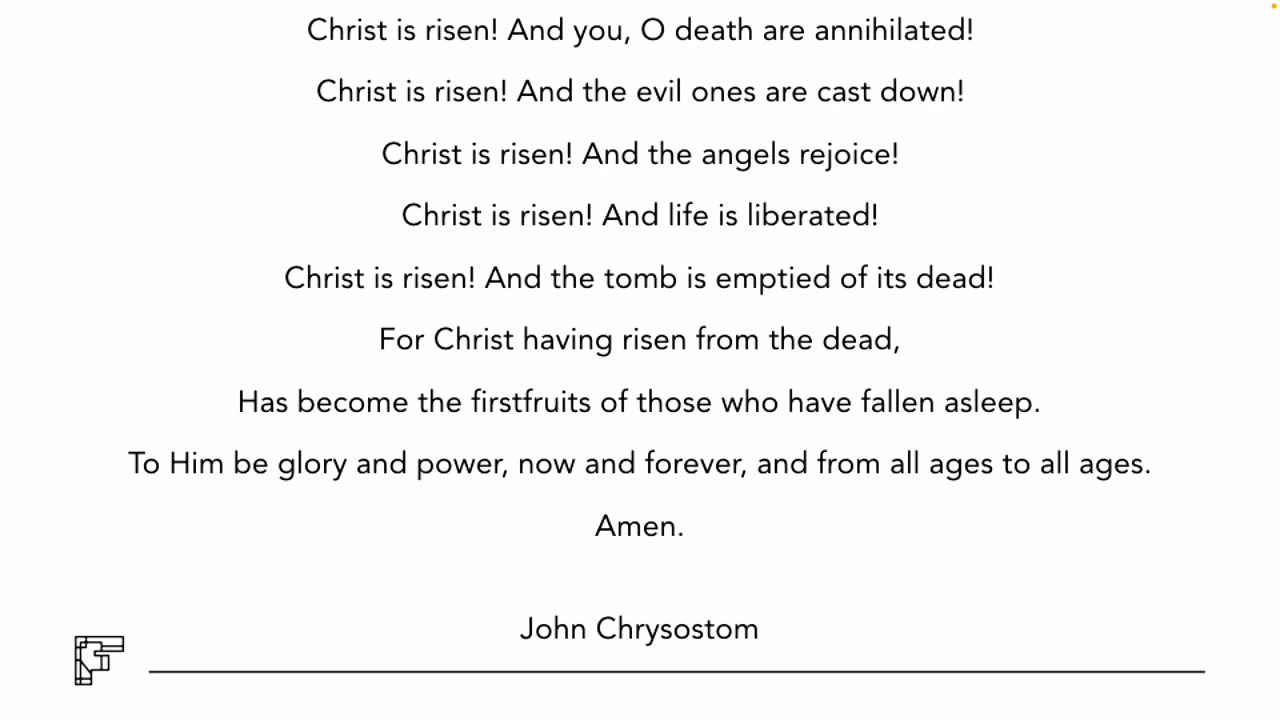 Christ is risen! And you, O death are annihilated!
Christ is risen! And the evil ones are cast down!
Christ is risen! And the angels rejoice!
Christ is risen! And life is liberated!
Christ is risen! And the tomb is emptied of its dead!
For Christ having risen from the dead,
Has become the firstfruits of those who have fallen asleep.
To Him be glory and power, now and forever, and from all ages to all ages.
Amen.
John Chrysostom